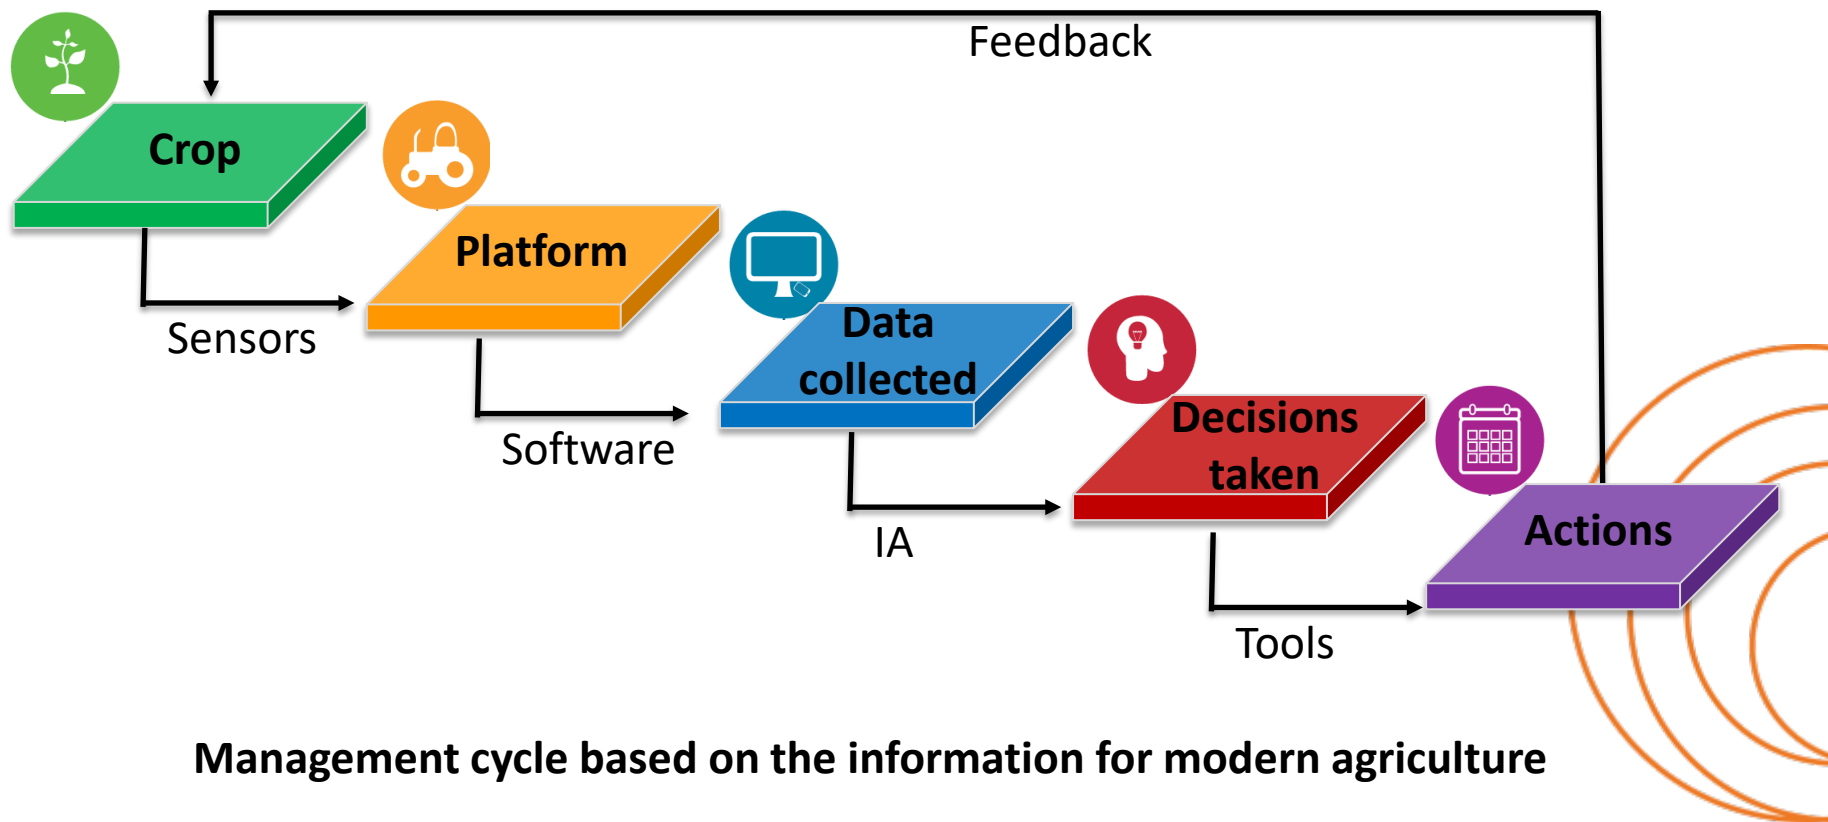 Feedback
Crop
Sensors
Platform
Software
Data
collected
IA
Decisions
taken
Tools
Actions
Management cycle based on the information for modern agriculture